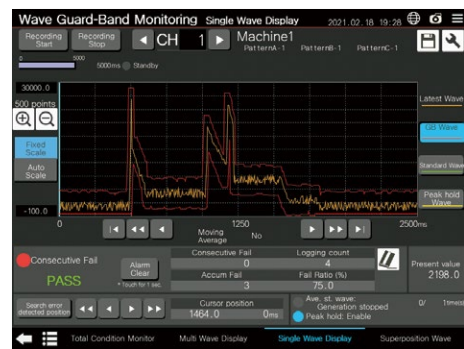 Wave Guard-Band Monitoring Single Wave Display 2021.02.18 19:28
Recording Start
Recording Stop
CH 1
Machine1
PatternA-1 PatternB-1 PatternC-1
0 5000
5000ms Standby
30000.0
500 points
Fixed Scale
Auto Scale
-100.0
Latest Wave
GB Wave
Standard Wave
Peak hold Wave
0 1250 2500ms
Moving Average No
Consecutive Fail
PASS
Alarm Clear
* Touch for 1 sec.
Consecutive Fail
0
Logging count
4
Accum Fail
3
Fail Ratio (%)
75.0
Present value
2198.0
Search error detected position
Cursor position
1464.0 0ms
Ave. st. wave:
Generation stopped
Peak hold: Enable
0/ 1times
Total Condition Monitor Multi Wave Display Single Wave Display Superposition Wave